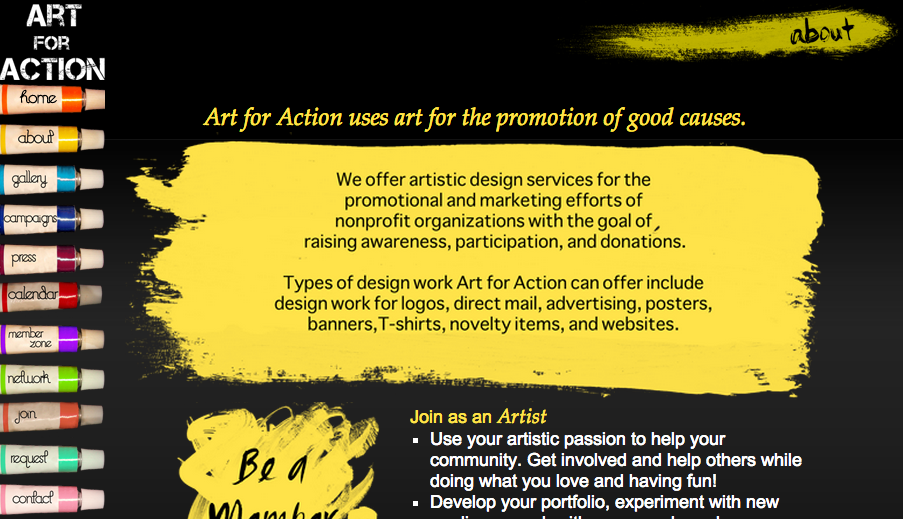 ART
FOR
ACTION
home
about
gallery
campaigns
press
calendar
member
zone
network
join
request
contact
about
Art for Action uses art for the promotion of good causes.
We offer artistic design services for the
promotional and marketing efforts of
nonprofit organizations with the goal of
raising awareness, participation, and donations.
Types of design work Art for Action can offer include
design work for logos, direct mail, advertising, posters,
banners,T-shirts, novelty items, and websites.
Be a
Member
Join as an Artist
Use your artistic passion to help your
community. Get involved and help others while
doing what you love and having fun!
Develop your portfolio, experiment with new